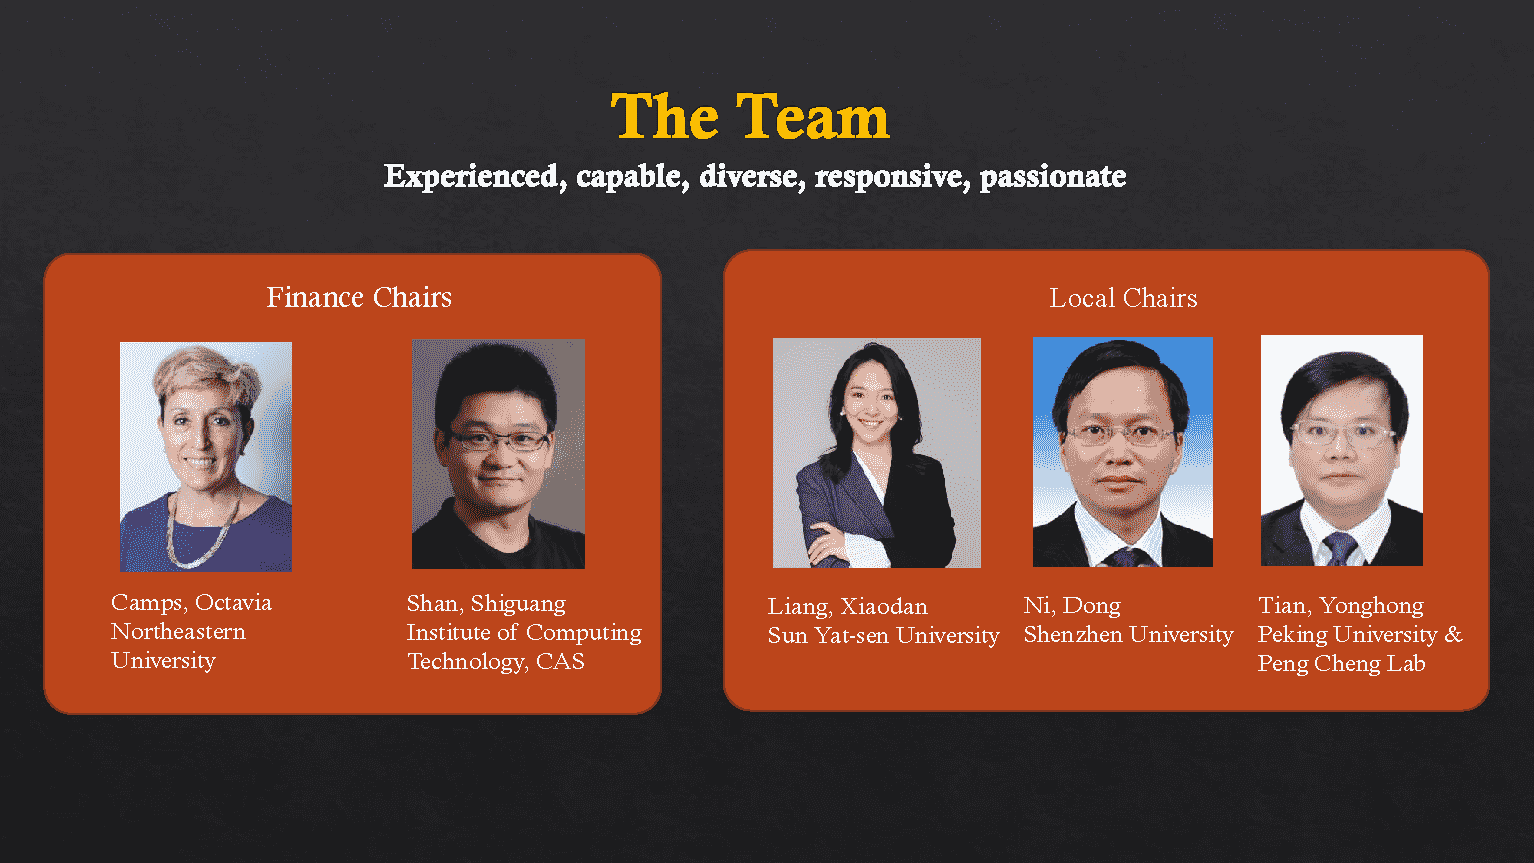 The Team
Experienced, capable, diverse, responsive, passionate
Finance Chairs
Camps, Octavia
Northeastern
University
Shan, Shiguang
Institute of Computing
Technology, CAS
Local Chairs
Liang, Xiaodan
Sun Yat-sen University
Ni, Dong
Shenzhen University
Tian, Yonghong
Peking University &
Peng Cheng Lab